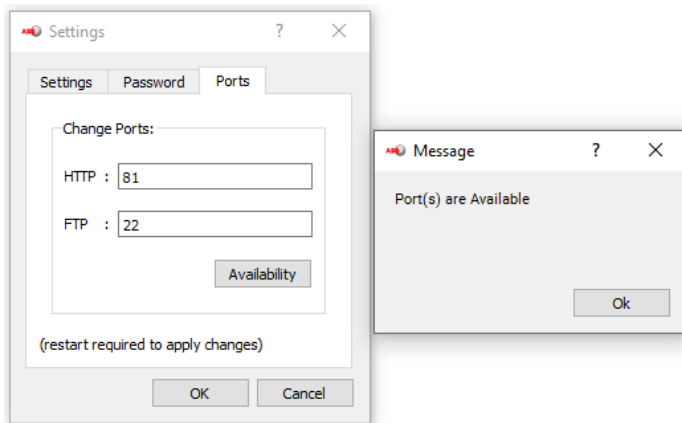 Settings ?
Settings Password Ports
Change Ports:
HTTP : 81
FTP : 22
Availability
(restart required to apply changes)
OK Cancel
ABB Message ?
Port(s) are Available
Ok